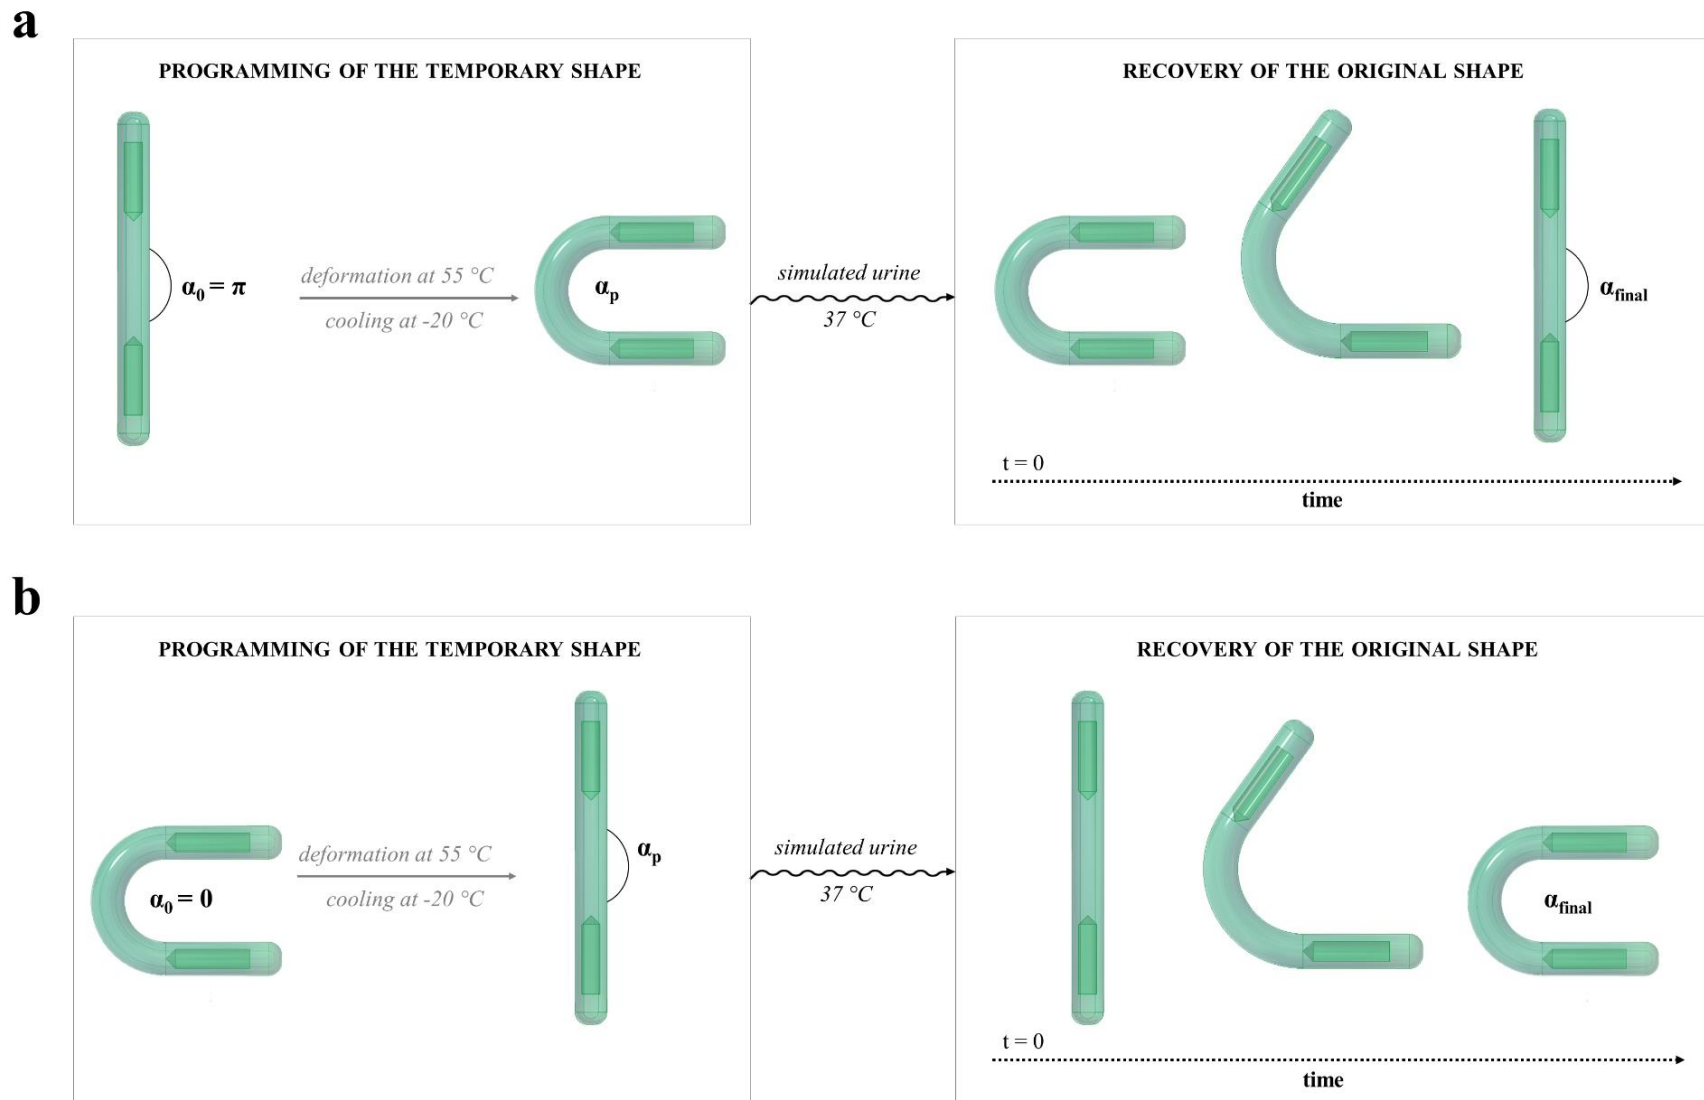 a
PROGRAMMING OF THE TEMPORARY SHAPE
α₀ = π
deformation at 55 °C
cooling at -20 °C
αₚ
simulated urine
37 °C
RECOVERY OF THE ORIGINAL SHAPE
αfinal
t = 0
time
b
PROGRAMMING OF THE TEMPORARY SHAPE
α₀ = 0
deformation at 55 °C
cooling at -20 °C
αₚ
simulated urine
37 °C
RECOVERY OF THE ORIGINAL SHAPE
αfinal
t = 0
time